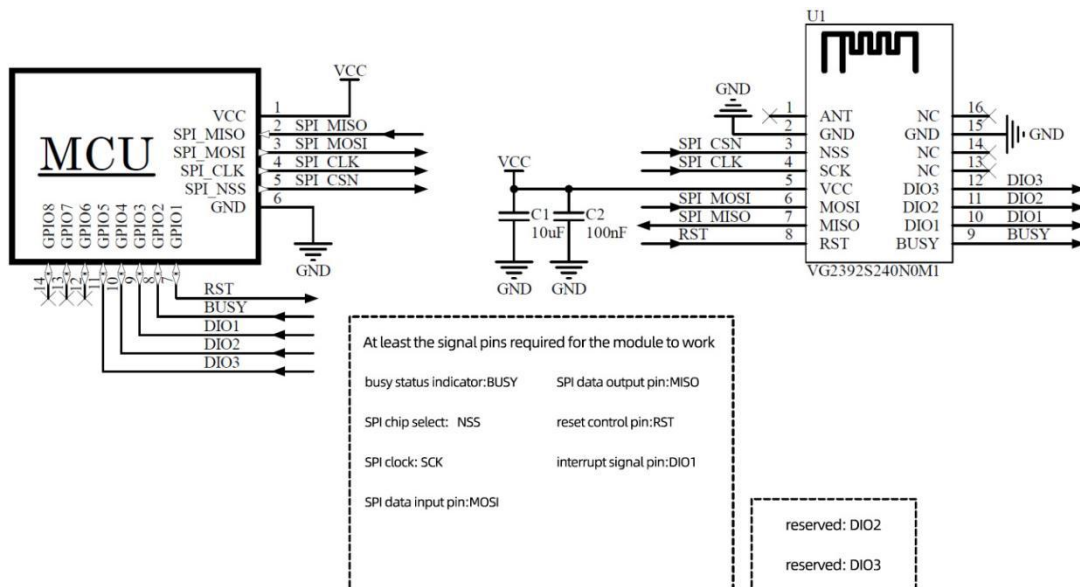 MCU
VCC
SPI_MISO
SPI_MOSI
SPI_CLK
SPI_NSS
GND
GPIO8
GPIO7
GPIO6
GPIO5
GPIO4
GPIO3
GPIO2
GPIO1
1
2
3
4
5
6
14
13
12
11
10
9
8
7
VCC
SPI_MISO
SPI_MOSI
SPI_CLK
SPI_CSN
GND
RST
BUSY
DIO1
DIO2
DIO3
VCC
C1
10uF
C2
100nF
GND
GND
GND
SPI_CSN
SPI_CLK
SPI_MOSI
SPI_MISO
RST
U1
1 ANT NC 16
2 GND GND 15
3 NSS NC 14
4 SCK NC 13
5 VCC DIO3 12
6 MOSI DIO2 11
7 MISO DIO1 10
8 RST BUSY 9
VG2392S240N0M1
GND
DIO3
DIO2
DIO1
BUSY
At least the signal pins required for the module to work
busy status indicator:BUSY SPI data output pin:MISO
SPI chip select: NSS reset control pin:RST
SPI clock: SCK interrupt signal pin:DIO1
SPI data input pin:MOSI
reserved: DIO2
reserved: DIO3